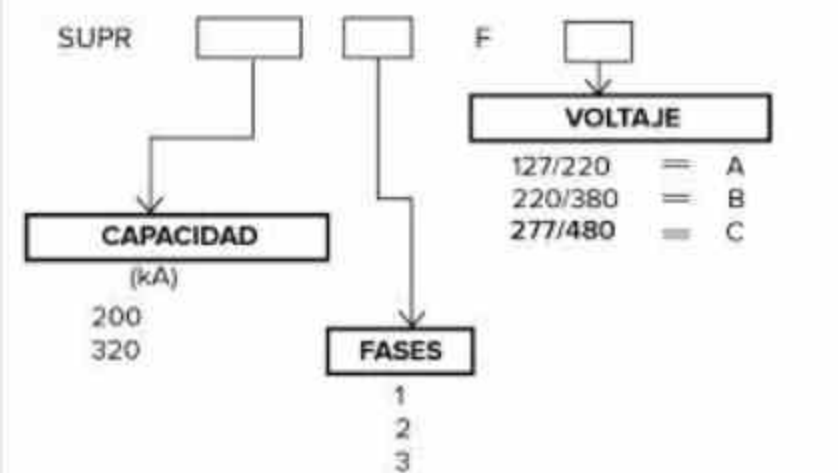 SUPR F
VOLTAJE
127/220 = A
220/380 = B
277/480 = C
CAPACIDAD
(kA)
200
320
FASES
1
2
3